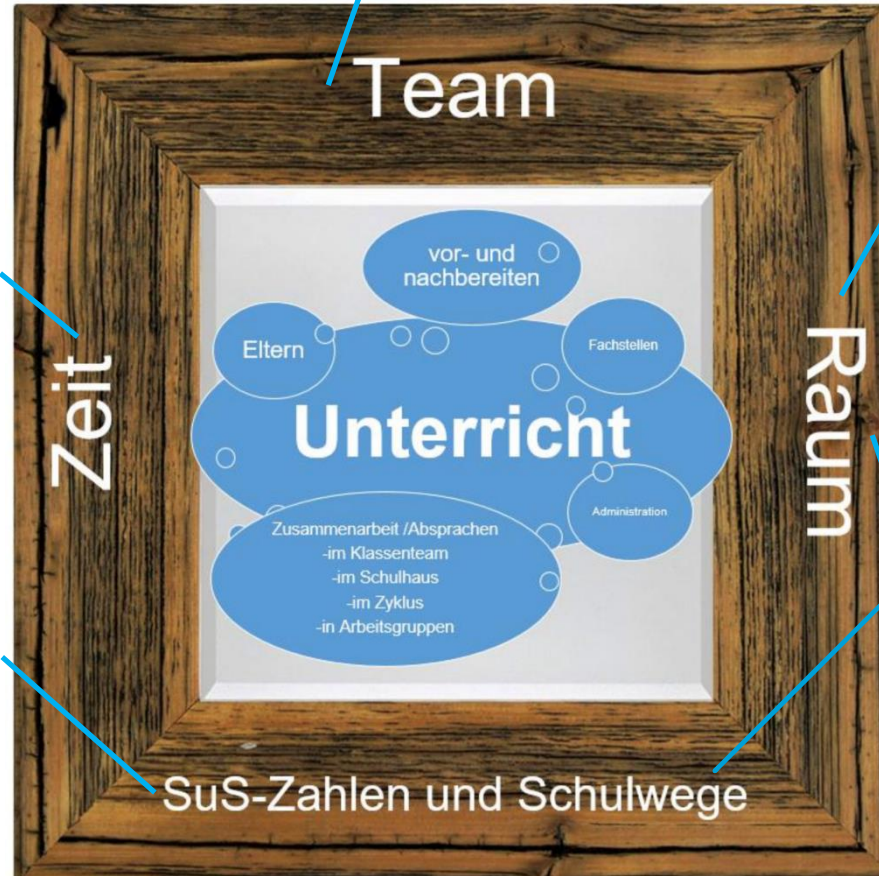 Team
Zeit
Raum
vor- und
nachbereiten
Eltern
Fachstellen
Unterricht
Administration
Zusammenarbeit /Absprachen
-im Klassenteam
-im Schulhaus
-im Zyklus
-in Arbeitsgruppen
SuS-Zahlen und Schulwege